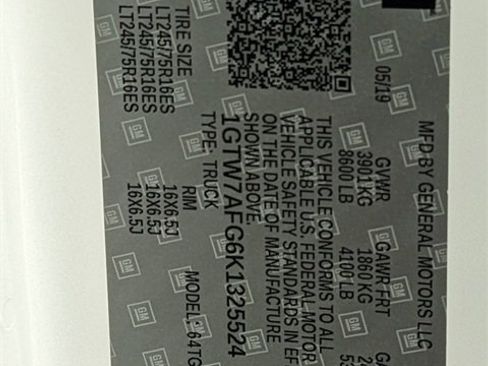 MFD BY GENERAL MOTORS LLC
05/19
GVWR GAWR FRT
3901 KG 1860 KG
8600 LB 4100 LB
THIS VEHICLE CONFORMS TO ALL
APPLICABLE U.S. FEDERAL MOTOR
VEHICLE SAFETY STANDARDS IN EF
ON THE DATE OF MANUFACTURE
SHOWN ABOVE.
1GTW7AFG6K1325524
TYPE: TRUCK
MODEL:
TIRE SIZE RIM
LT245/75R16ES 16X6.5J
LT245/75R16ES 16X6.5J
LT245/75R16ES 16X6.5J